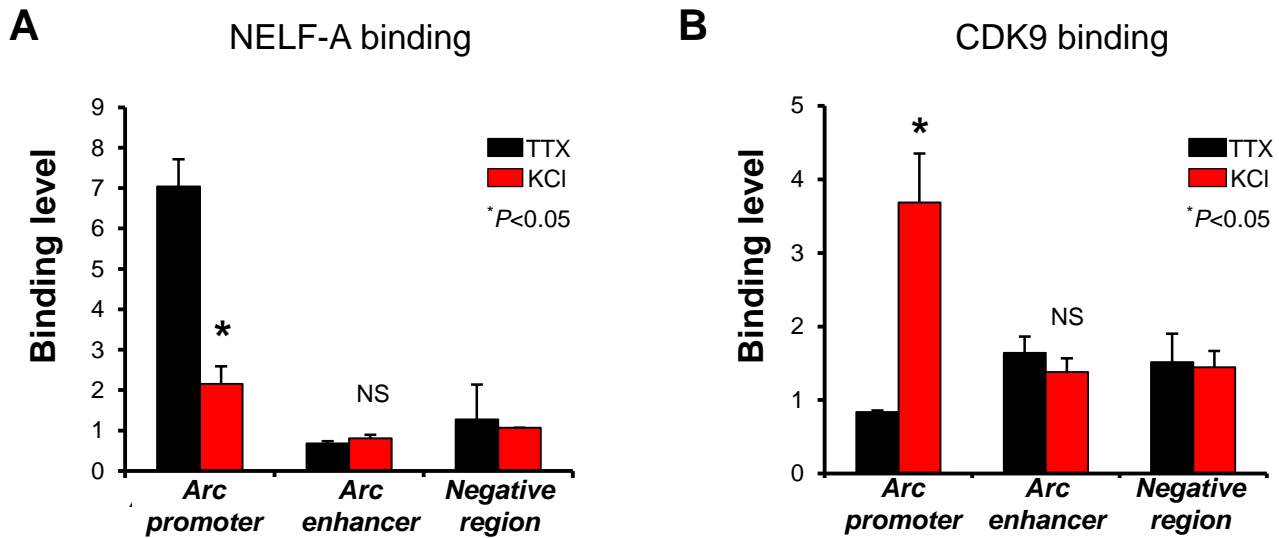 A
NELF-A binding
Binding level
9
8
7
6
5
4
3
2
1
0
TTX
KCl
*P<0.05
*
NS
Arc promoter
Arc enhancer
Negative region
B
CDK9 binding
Binding level
5
4
3
2
1
0
TTX
KCl
*P<0.05
*
NS
Arc promoter
Arc enhancer
Negative region